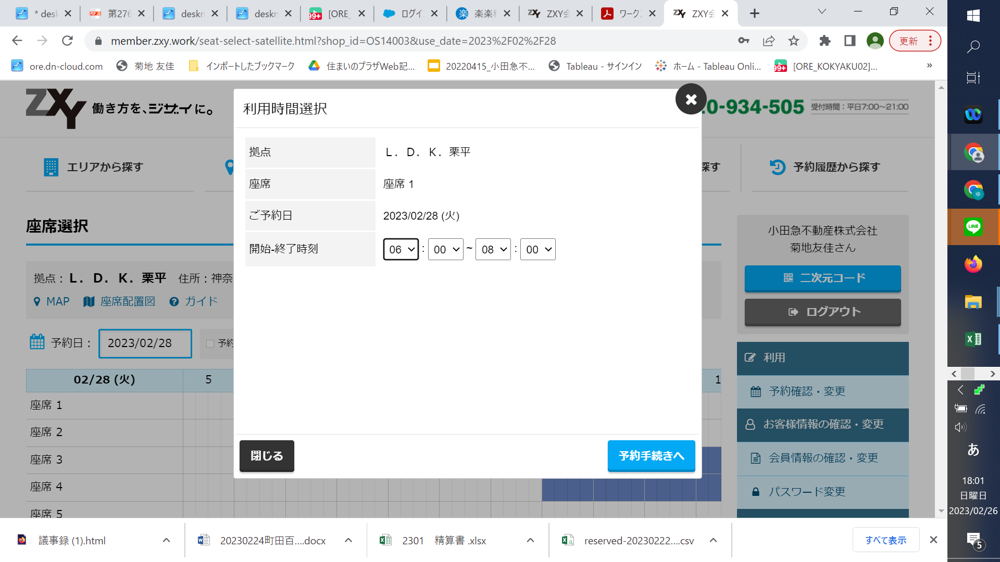 * desk
第276
deskn
deskn
[ORE_
ログイン
楽楽精
ZXY会
ワーク
ZXY会
member.zxy.work/seat-select-satellite.html?shop_id=OS14003&use_date=2023%2F02%2F28
更新
ore.dn-cloud.com
菊地 友佳
インポートしたブックマーク
住まいのプラザWeb記...
20220415_小田急不...
Tableau - サインイン
ホーム - Tableau Onli...
[ORE_KOKYAKU02]...
»
ZXY 働き方を、ジザイに。
20-934-505 受付時間：平日7:00～21:00
エリアから探す
探す
予約履歴から探す
座席選択
拠点： Ｌ．Ｄ．Ｋ．栗平 住所：神奈
MAP 座席配置図 ガイド
予約日： 2023/02/28
予約
02/28 (火) 5 1
座席 1
座席 2
座席 3
座席 4
座席 5
利用時間選択
拠点 Ｌ．Ｄ．Ｋ．栗平
座席 座席 1
ご予約日 2023/02/28 (火)
開始-終了時刻 06 : 00 ~ 08 : 00
閉じる
予約手続きへ
小田急不動産株式会社
菊地友佳さん
二次元コード
ログアウト
利用
予約確認・変更
お客様情報の確認・変更
会員情報の確認・変更
パスワード変更
議事録 (1).html
20230224町田百....docx
2301　精算書 .xlsx
reserved-20230222....csv
すべて表示
LINE
あ
18:01
日曜日
2023/02/26
5